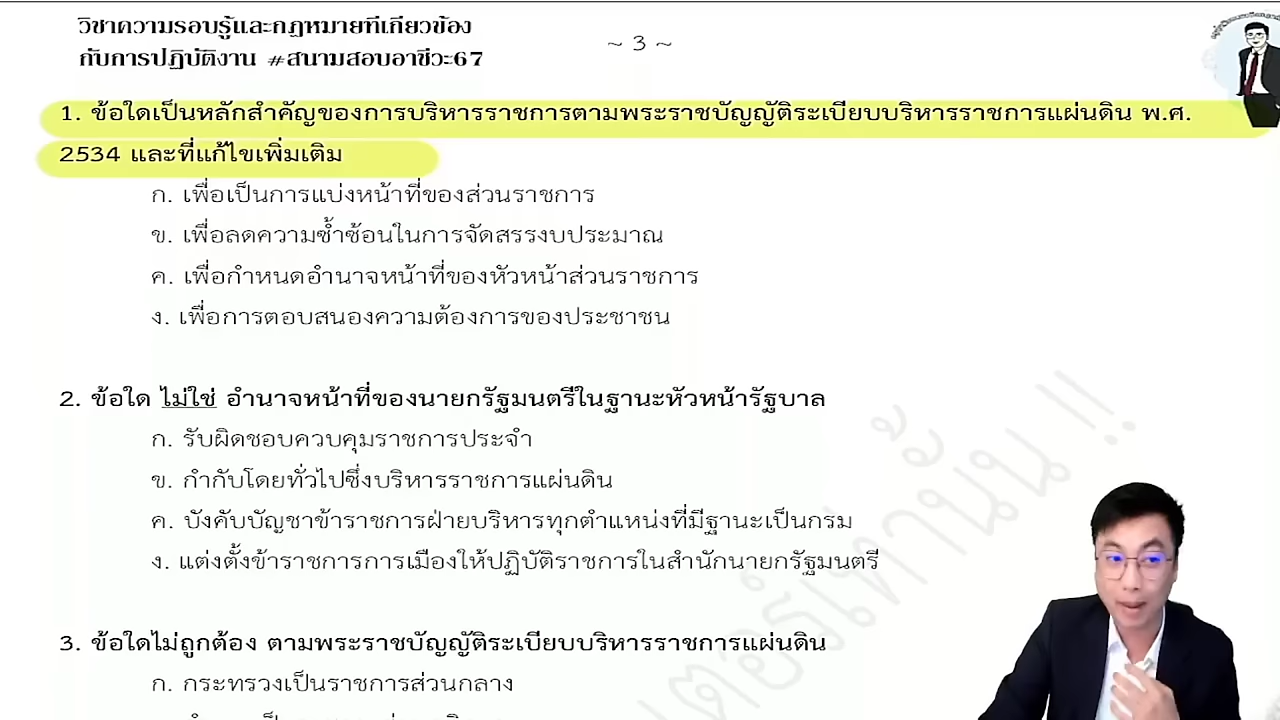 วิชาความรอบรู้และกฎหมายที่เกี่ยวข้อง
กับการปฏิบัติงาน #สนามสอบอาชีวะ67
~ 3 ~
1. ข้อใดเป็นหลักสำคัญของการบริหารราชการตามพระราชบัญญัติระเบียบบริหารราชการแผ่นดิน พ.ศ.
2534 และที่แก้ไขเพิ่มเติม
ก. เพื่อเป็นการแบ่งหน้าที่ของส่วนราชการ
ข. เพื่อลดความซ้ำซ้อนในการจัดสรรงบประมาณ
ค. เพื่อกำหนดอำนาจหน้าที่ของหัวหน้าส่วนราชการ
ง. เพื่อการตอบสนองความต้องการของประชาชน
2. ข้อใด ไม่ใช่ อำนาจหน้าที่ของนายกรัฐมนตรีในฐานะหัวหน้ารัฐบาล
ก. รับผิดชอบควบคุมราชการประจำ
ข. กำกับโดยทั่วไปซึ่งบริหารราชการแผ่นดิน
ค. บังคับบัญชาข้าราชการฝ่ายบริหารทุกตำแหน่งที่มีฐานะเป็นกรม
ง. แต่งตั้งข้าราชการการเมืองให้ปฏิบัติราชการในสำนักนายกรัฐมนตรี
3. ข้อใดไม่ถูกต้อง ตามพระราชบัญญัติระเบียบบริหารราชการแผ่นดิน
ก. กระทรวงเป็นราชการส่วนกลาง